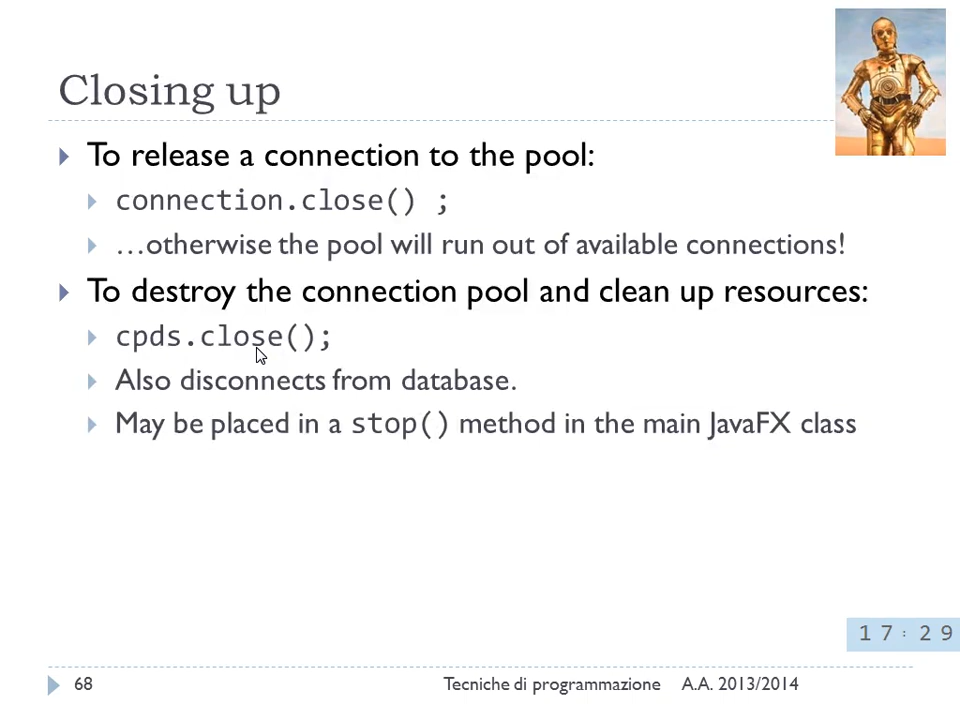 Closing up
To release a connection to the pool:
connection.close() ;
…otherwise the pool will run out of available connections!
To destroy the connection pool and clean up resources:
cpds.close();
Also disconnects from database.
May be placed in a stop() method in the main JavaFX class
17:29
68 Tecniche di programmazione A.A. 2013/2014